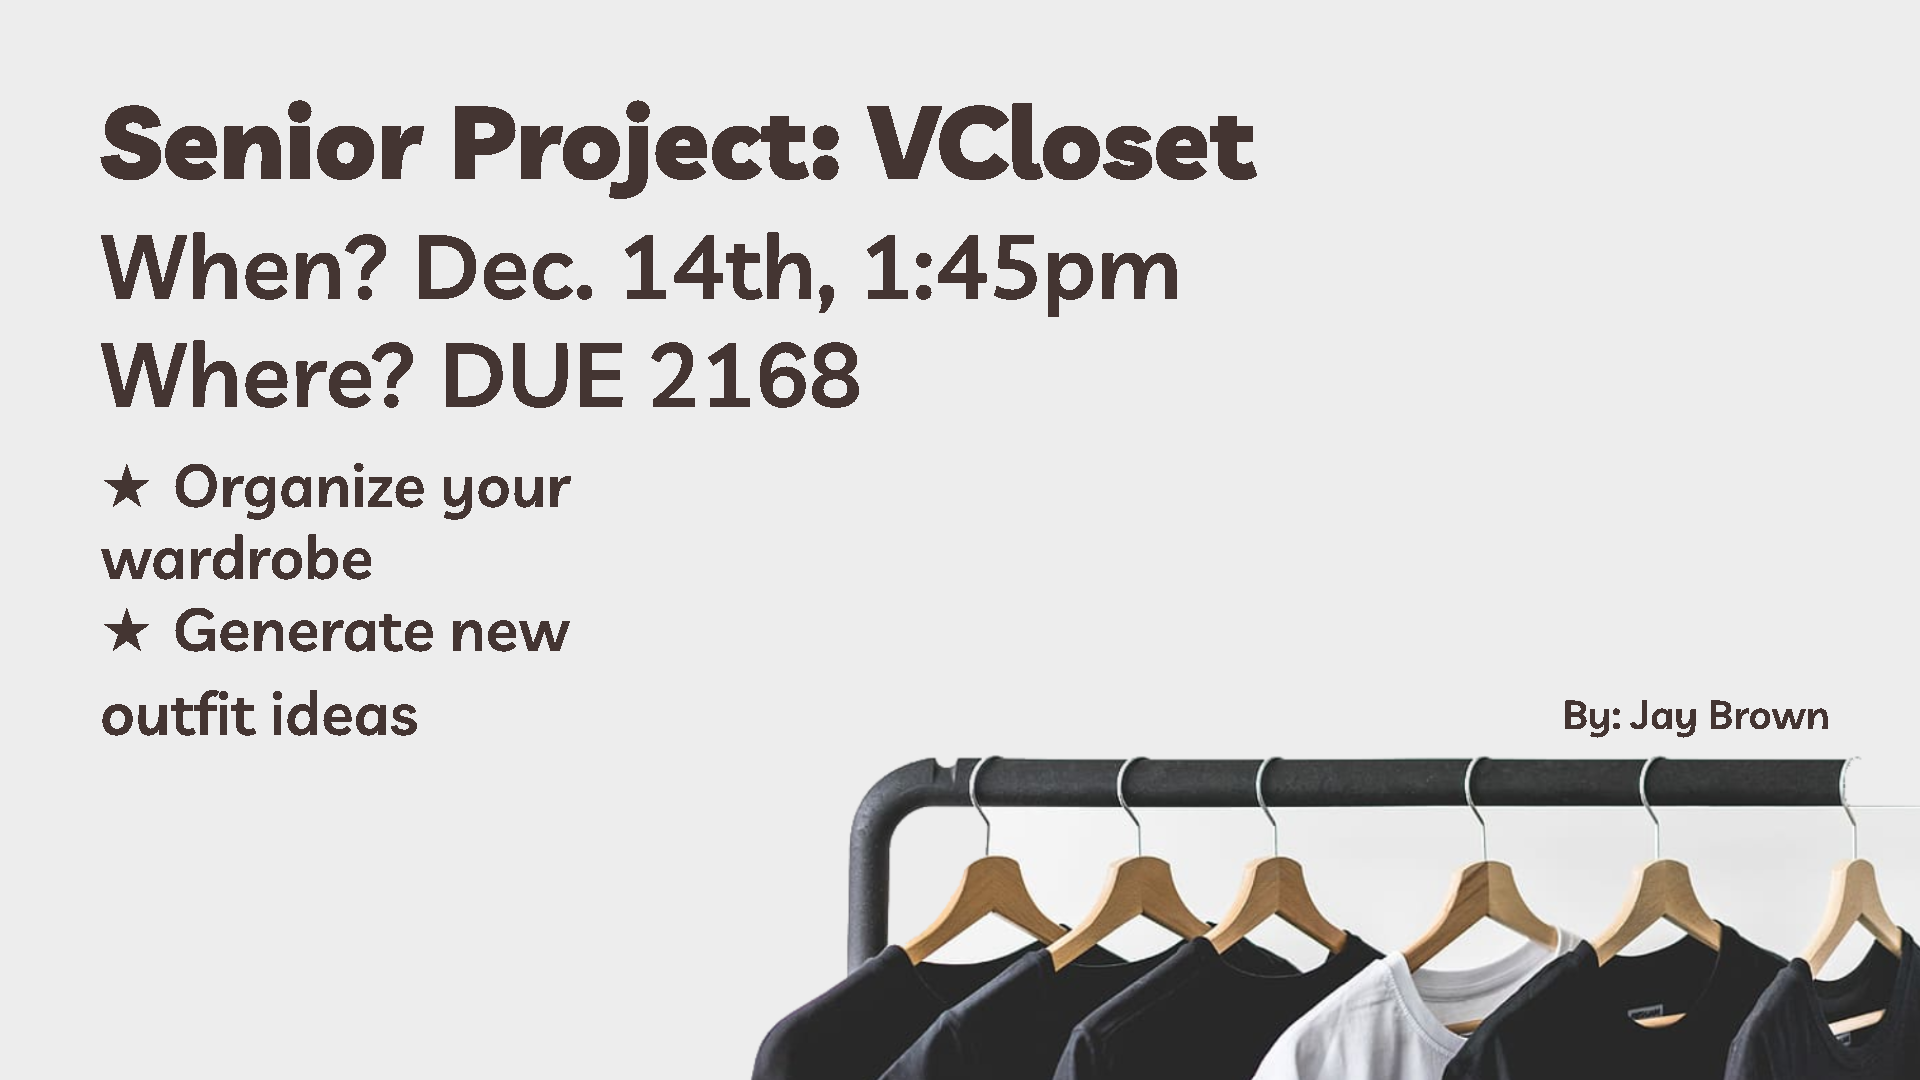 Senior Project: VCloset
When? Dec. 14th, 1:45pm
Where? DUE 2168
★ Organize your
wardrobe
★ Generate new
outfit ideas
By: Jay Brown